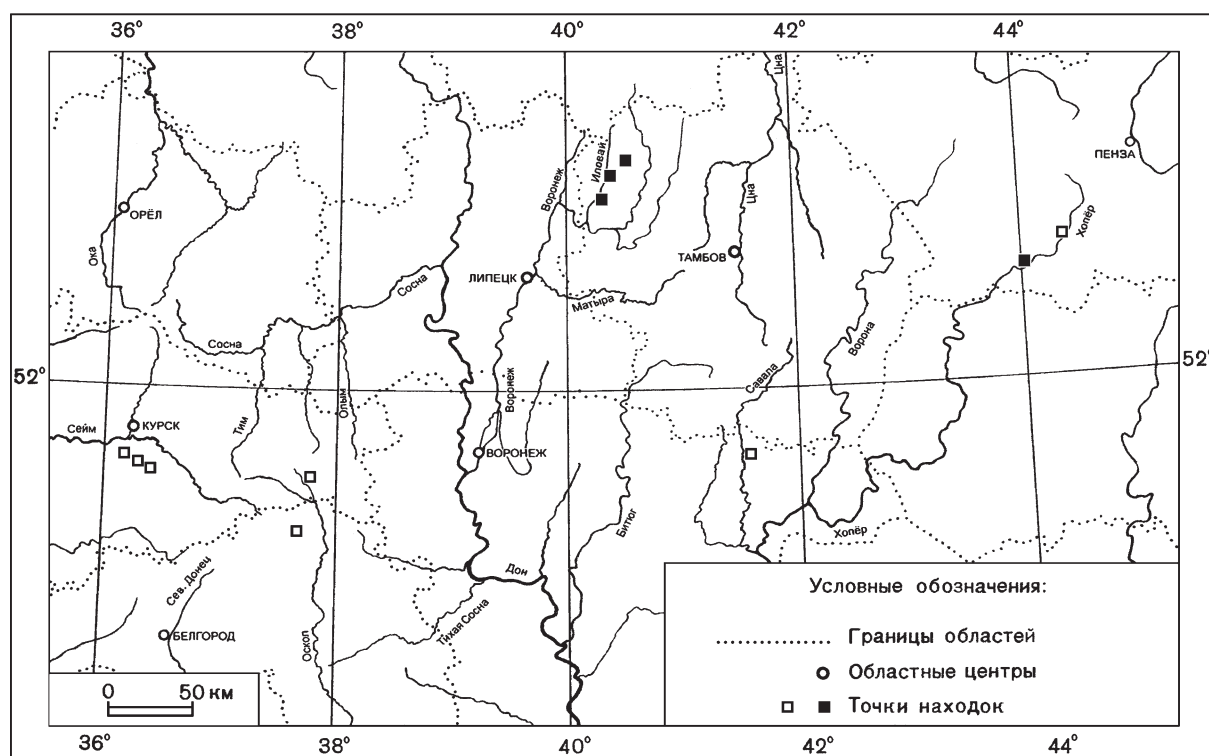 36° 38° 40° 42° 44°
Цна
ПЕНЗА
Иловай
Воронеж
Цна
ОРЁЛ
Хопёр
Ока
ТАМБОВ
Сосна
ЛИПЕЦК
Матыра
Сосна
Ворона
52° 52°
Савала
Воронеж
Олым
Тим
КУРСК
Сейм
ВОРОНЕЖ
Битюг
Хопёр
Дон
Сев. Донец
Тихая Сосна
БЕЛГОРОД
Оскол
Условные обозначения:
Границы областей
Областные центры
Точки находок
0 50 км
36° 38° 40° 42° 44°